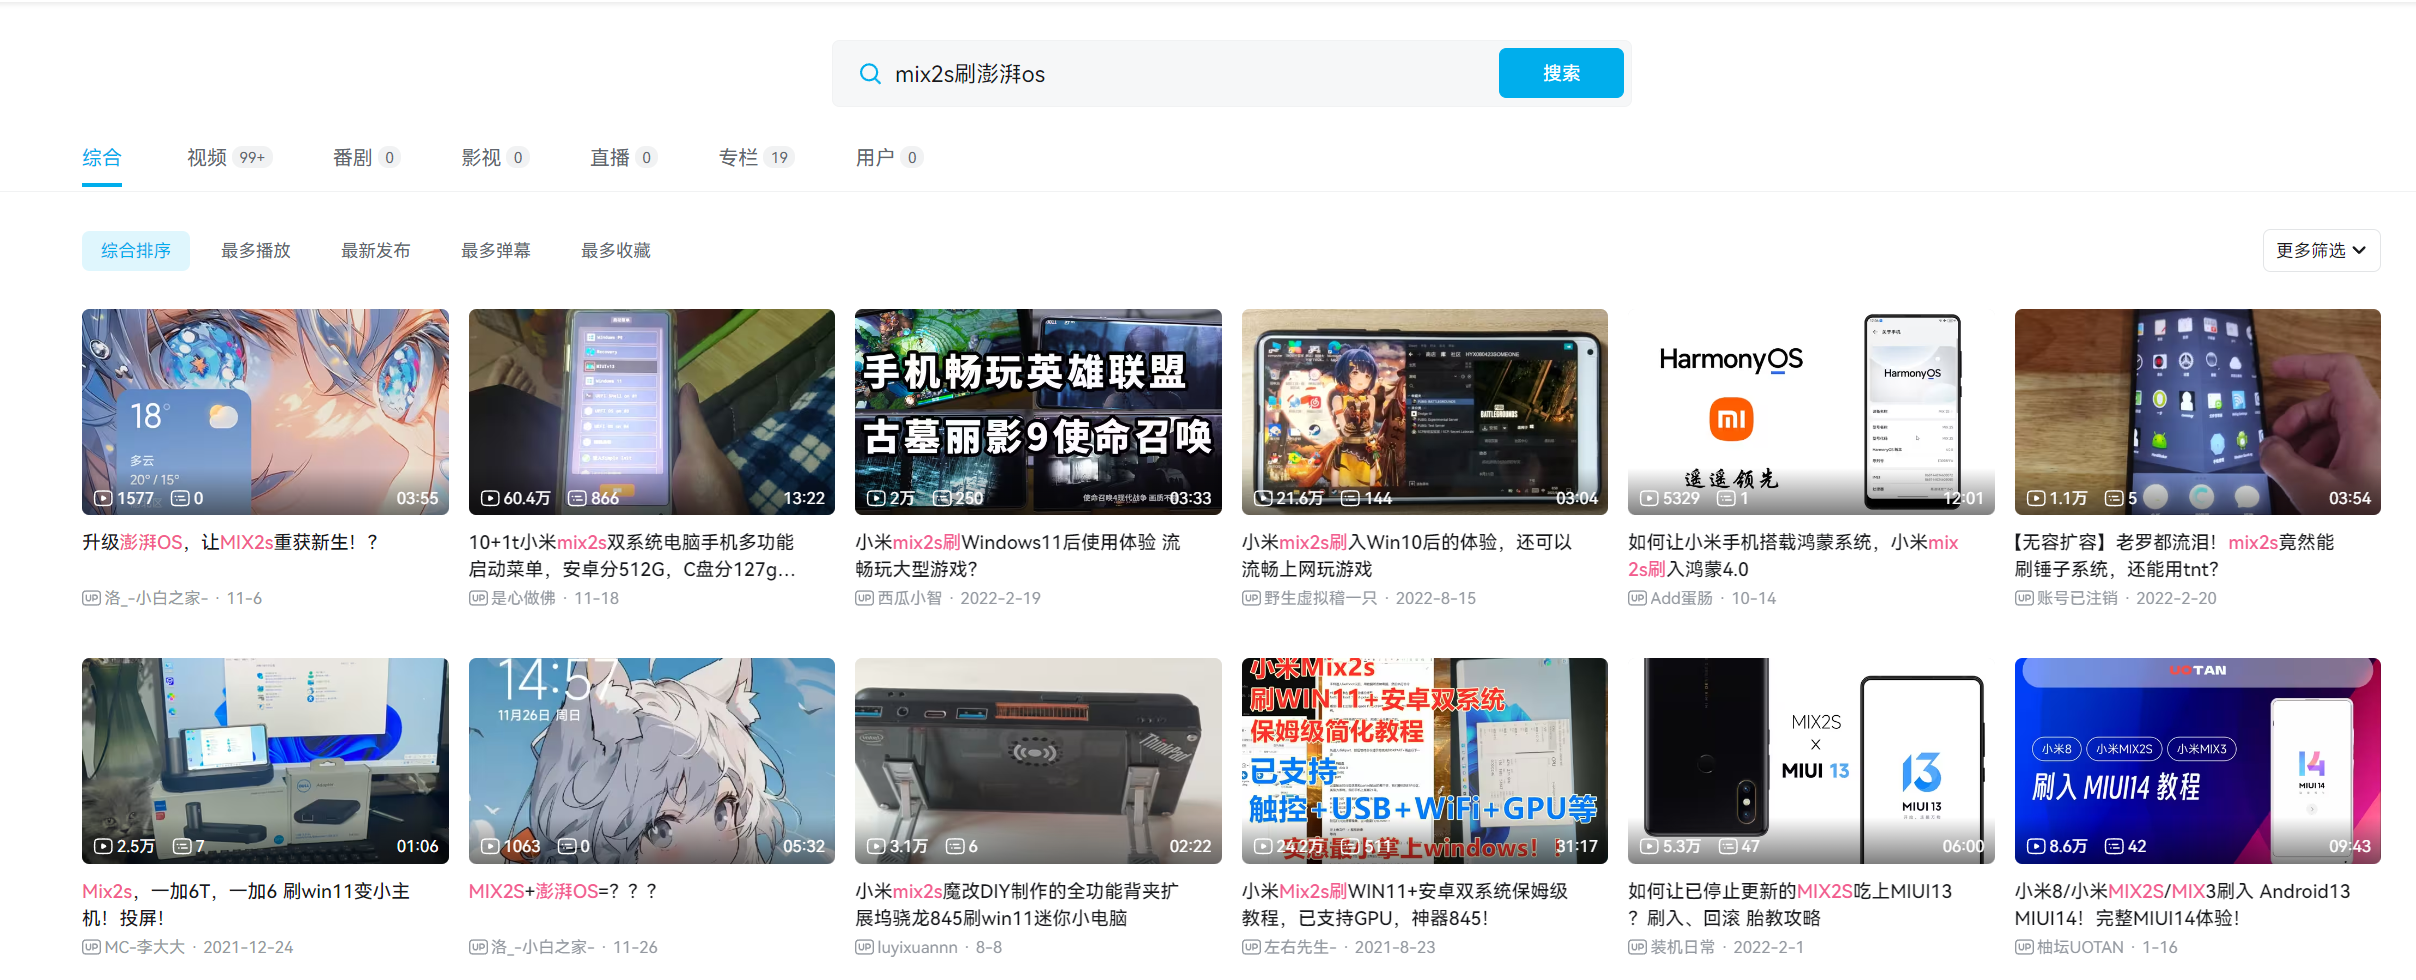 mix2s刷澎湃os
搜索
综合
视频 99+
番剧 0
影视 0
直播 0
专栏 19
用户 0
综合排序
最多播放
最新发布
最多弹幕
最多收藏
更多筛选
18°
多云
20° / 15°
1577 0 03:55
升级澎湃OS，让MIX2s重获新生！？
UP 洛_-小白之家- · 11-6
60.4万 866 13:22
10+1t小米mix2s双系统电脑手机多功能
启动菜单，安卓分512G，C盘分127g...
UP 是心做佛 · 11-18
手机畅玩英雄联盟
古墓丽影9使命召唤
2万 250 03:33
小米mix2s刷Windows11后使用体验 流
畅玩大型游戏？
UP 西瓜小智 · 2022-2-19
21.6万 144 03:04
小米mix2s刷入Win10后的体验，还可以
流畅上网玩游戏
UP 野生虚拟稽一只 · 2022-8-15
HarmonyOS
mi
遥遥领先
HarmonyOS
5329 1 12:01
如何让小米手机搭载鸿蒙系统，小米mix
2s刷入鸿蒙4.0
UP Add蛋肠 · 10-14
1.1万 5 03:54
【无容扩容】老罗都流泪！mix2s竟然能
刷锤子系统，还能用tnt?
UP 账号已注销 · 2022-2-20
2.5万 7 01:06
Mix2s，一加6T，一加6 刷win11变小主
机！投屏！
UP MC-李大大 · 2021-12-24
14:57
11月26日 周日
1063 0 05:32
MIX2S+澎湃OS=？？？
UP 洛_-小白之家- · 11-26
ThinkPad
3.1万 6 02:22
小米mix2s魔改DIY制作的全功能背夹扩
展坞骁龙845刷win11迷你小电脑
UP luyixuannn · 8-8
小米Mix2s
刷WIN11+安卓双系统
保姆级简化教程
已支持
触控+USB+WiFi+GPU等
24.2万 511 31:17
小米Mix2s刷WIN11+安卓双系统保姆级
教程，已支持GPU，神器845！
UP 左右先生- · 2021-8-23
MIX2S
X
MIUI 13
13
MIUI 13
5.3万 47 06:00
如何让已停止更新的MIX2S吃上MIUI13
？刷入、回滚 胎教攻略
UP 装机日常 · 2022-2-1
UOTAN
小米8 小米MIX2S 小米MIX3
刷入 MIUI14 教程
14
MIUI 14
8.6万 42 09:43
小米8/小米MIX2S/MIX3刷入 Android13
MIUI14！完整MIUI14体验！
UP 柚坛UOTAN · 1-16